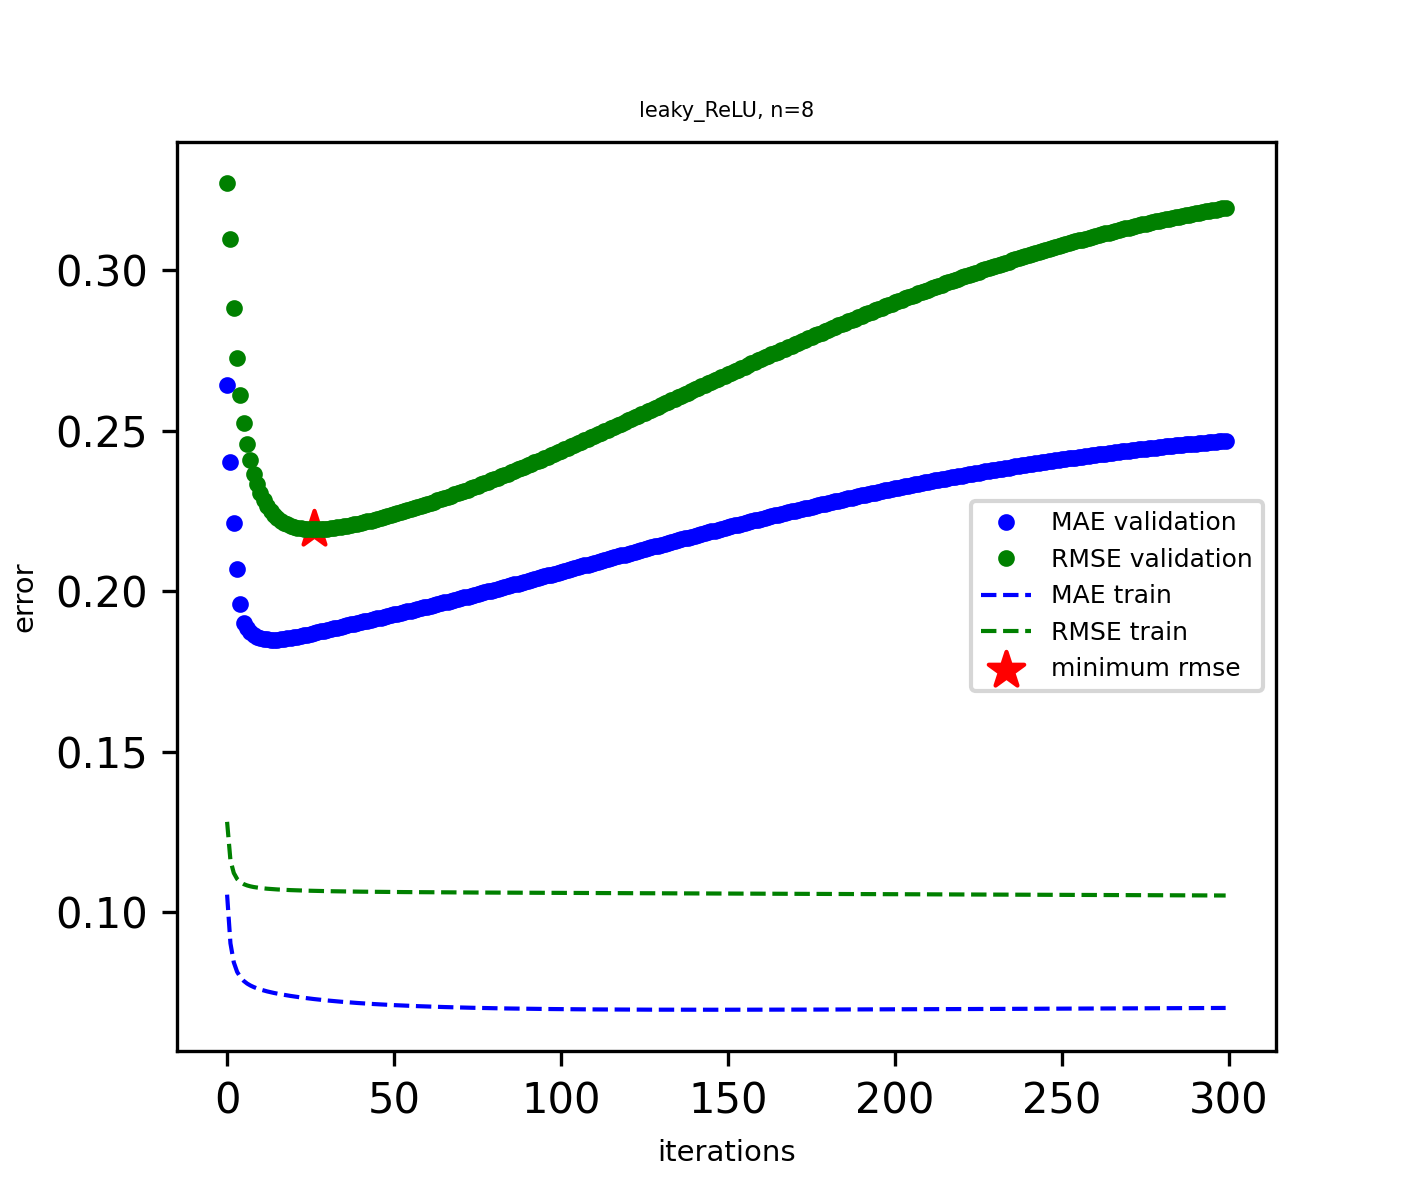 leaky_ReLU, n=8
error
0.30
0.25
0.20
0.15
0.10
MAE validation
RMSE validation
MAE train
RMSE train
minimum rmse
0 50 100 150 200 250 300
iterations